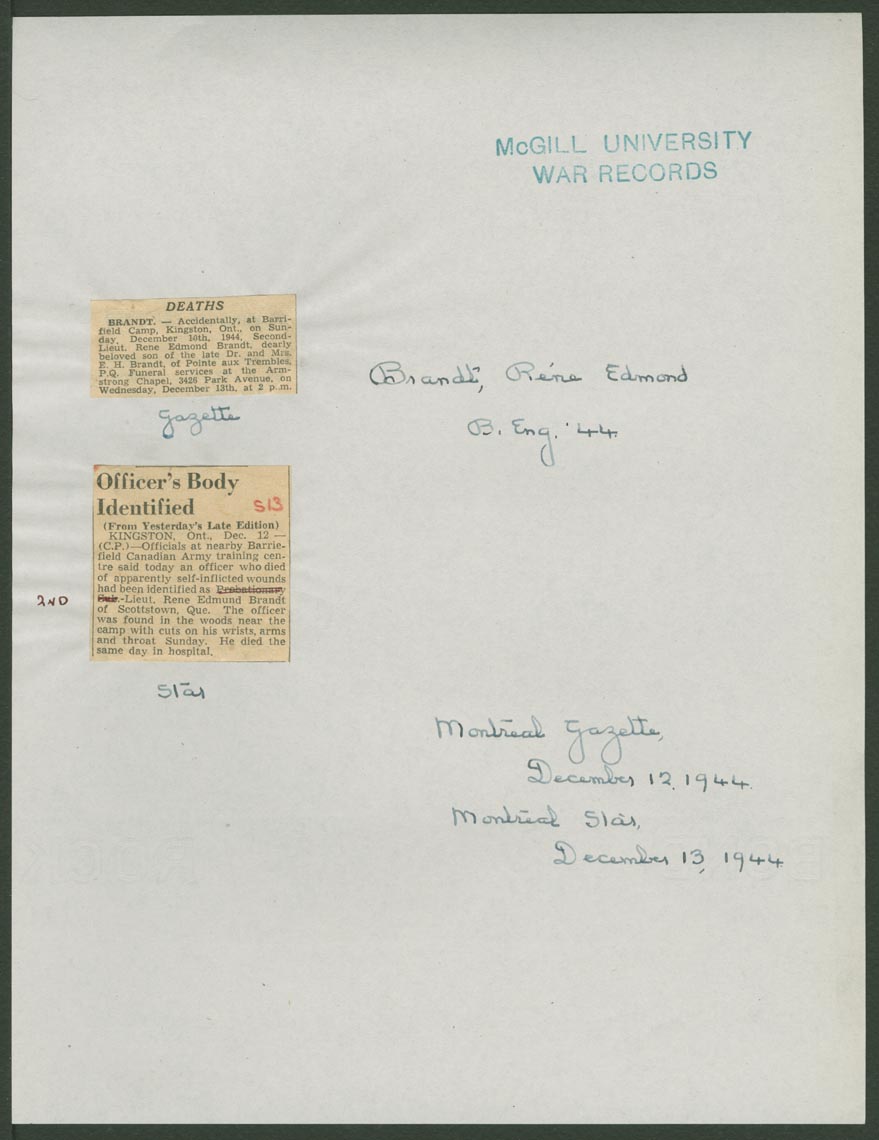 McGILL UNIVERSITY
WAR RECORDS
DEATHS
BRANDT. — Accidentally, at Barri-
field Camp, Kingston, Ont., on Sun-
day, December 10th, 1944, Second-
Lieut. Rene Edmond Brandt, dearly
beloved son of the late Dr. and Mrs.
E. H. Brandt, of Pointe aux Trembles,
P.Q. Funeral services at the Arm-
strong Chapel, 3426 Park Avenue, on
Wednesday, December 13th, at 2 p.m.
Gazette
Brandt, Réne Edmond
B. Eng. '44
Officer's Body
Identified
S13
(From Yesterday's Late Edition)
KINGSTON, Ont., Dec. 12 —
(C.P.)—Officials at nearby Barrie-
field Canadian Army training cen-
tre said today an officer who died
of apparently self-inflicted wounds
had been identified as Probationary
2ND
Sub.-Lieut. Rene Edmund Brandt
of Scottstown, Que. The officer
was found in the woods near the
camp with cuts on his wrists, arms
and throat Sunday. He died the
same day in hospital.
Star
Montreal Gazette,
December 12, 1944.
Montreal Star,
December 13, 1944